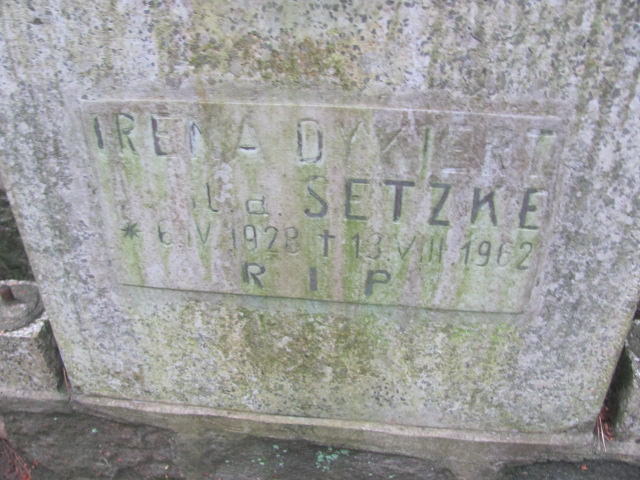 IRENA DYKIERT
SETZKE
* 6.IV.1928 † 13.VIII.1962
R I P